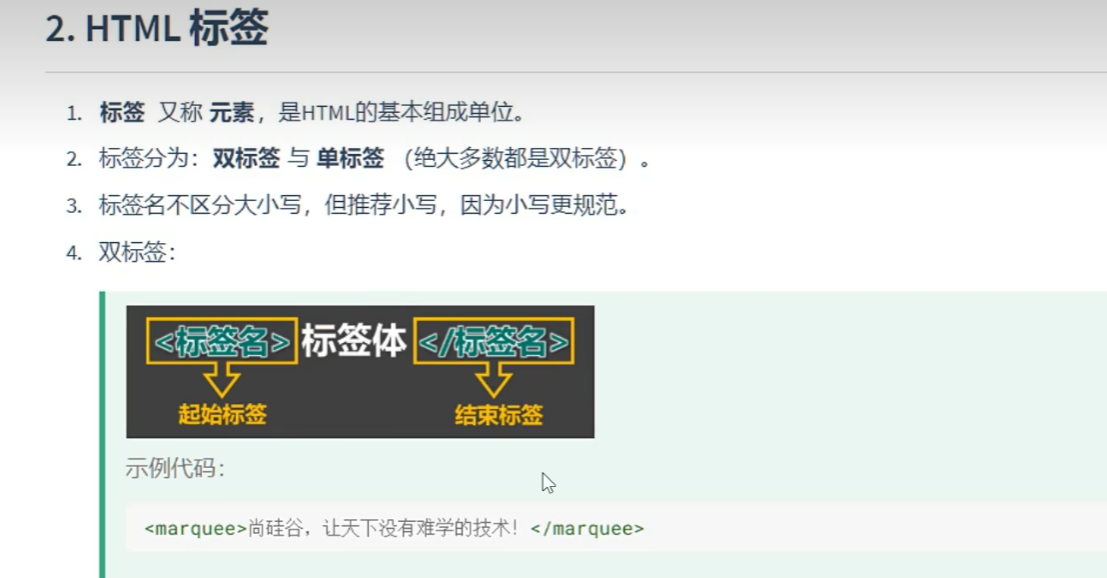 2. HTML 标签
1. 标签 又称 元素，是HTML的基本组成单位。
2. 标签分为：双标签 与 单标签 （绝大多数都是双标签）。
3. 标签名不区分大小写，但推荐小写，因为小写更规范。
4. 双标签：
<标签名>标签体</标签名>
起始标签 结束标签
示例代码：
<marquee>尚硅谷，让天下没有难学的技术！</marquee>